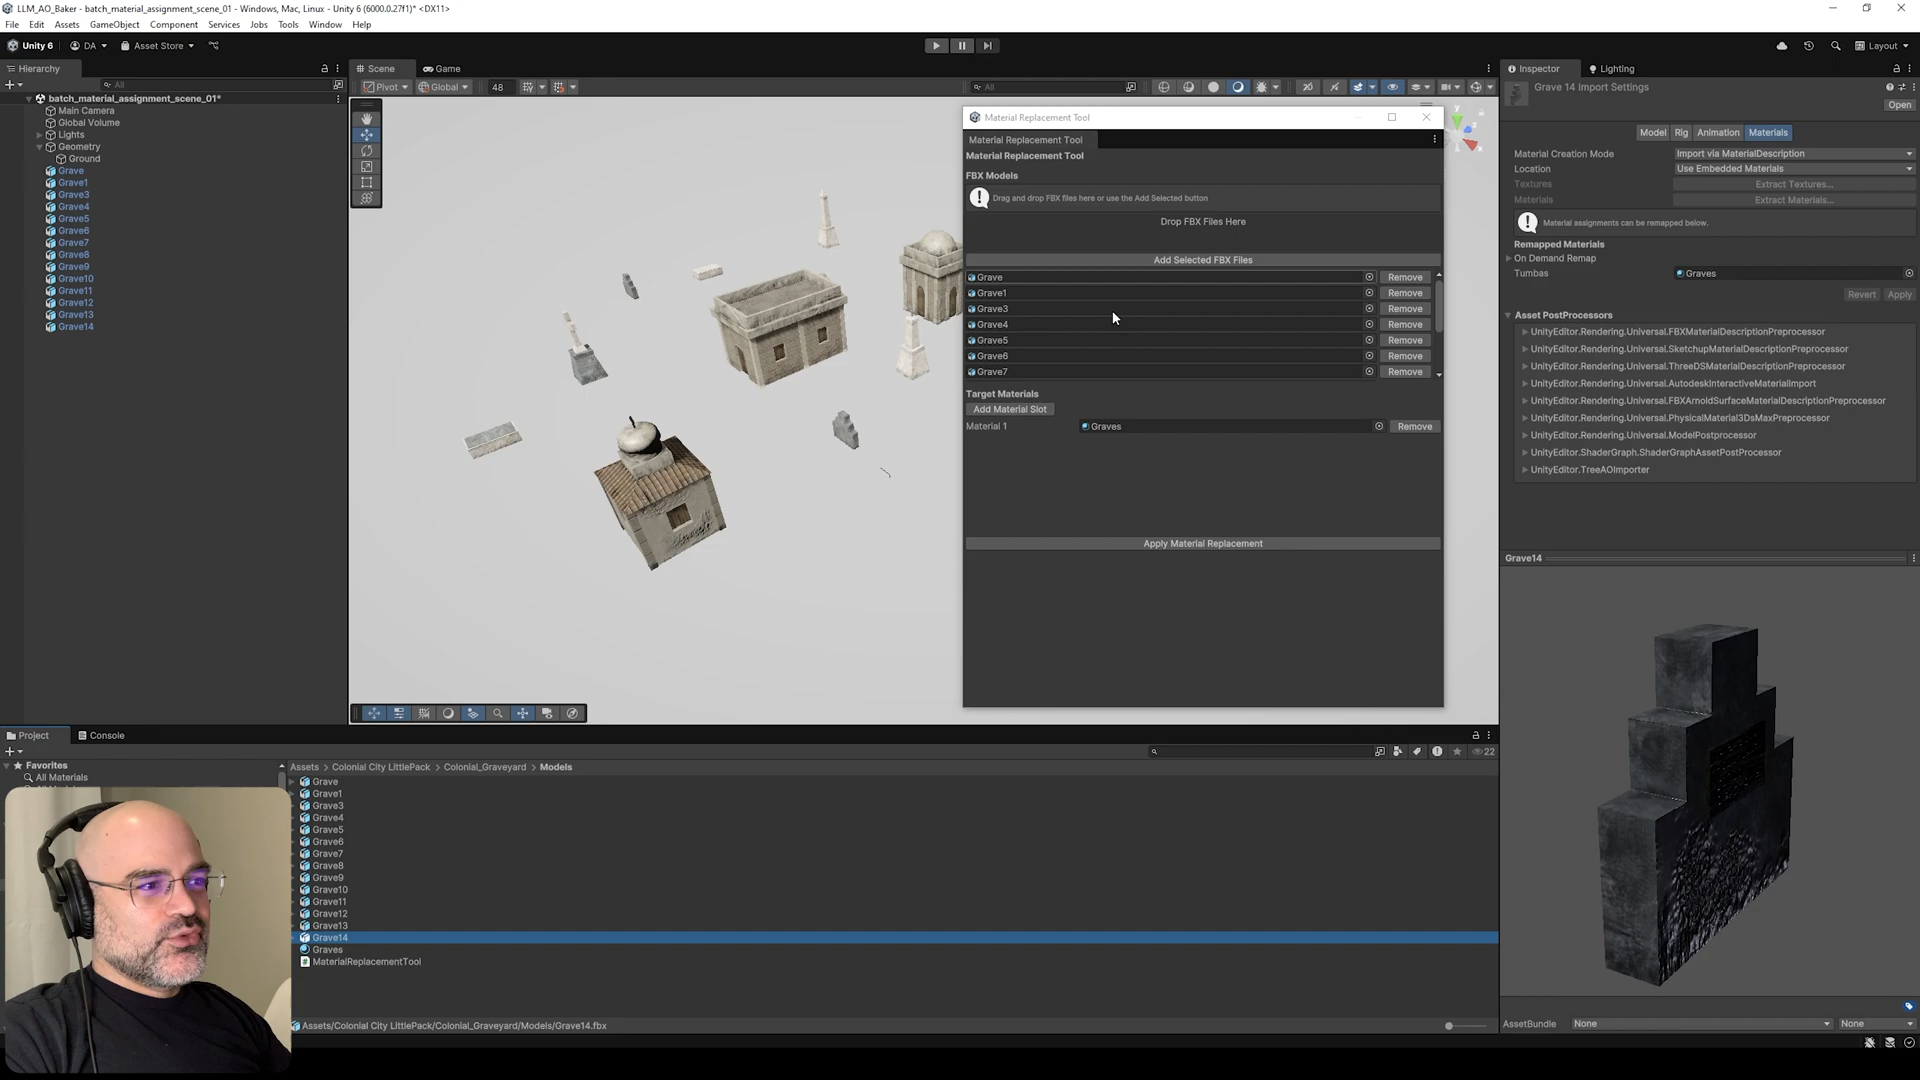 LLM_AO_Baker - batch_material_assignment_scene_01* - Windows, Mac, Linux - Unity 6 (6000.0.27f1)* <DX11>
File Edit Assets GameObject Component Services Jobs Tools Window Help
Unity 6 DA Asset Store Layout
Hierarchy
All
batch_material_assignment_scene_01*
Main Camera
Global Volume
Lights
Geometry
Ground
Grave
Grave1
Grave3
Grave4
Grave5
Grave6
Grave7
Grave8
Grave9
Grave10
Grave11
Grave12
Grave13
Grave14
Scene Game
Pivot Global 48 All
Material Replacement Tool
Material Replacement Tool
Material Replacement Tool
FBX Models
Drag and drop FBX files here or use the Add Selected button
Drop FBX Files Here
Add Selected FBX Files
Grave Remove
Grave1 Remove
Grave3 Remove
Grave4 Remove
Grave5 Remove
Grave6 Remove
Grave7 Remove
Target Materials
Add Material Slot
Material 1 Graves Remove
Apply Material Replacement
Inspector Lighting
Grave 14 Import Settings
Open
Model Rig Animation Materials
Material Creation Mode Import via MaterialDescription
Location Use Embedded Materials
Textures Extract Textures...
Materials Extract Materials...
Material assignments can be remapped below.
Remapped Materials
On Demand Remap
Tumbas Graves
Revert Apply
Asset PostProcessors
UnityEditor.Rendering.Universal.FBXMaterialDescriptionPreprocessor
UnityEditor.Rendering.Universal.SketchupMaterialDescriptionPreprocessor
UnityEditor.Rendering.Universal.ThreeDSMaterialDescriptionPreprocessor
UnityEditor.Rendering.Universal.AutodeskInteractiveMaterialImport
UnityEditor.Rendering.Universal.FBXArnoldSurfaceMaterialDescriptionPreprocessor
UnityEditor.Rendering.Universal.PhysicalMaterial3DsMaxPreprocessor
UnityEditor.Rendering.Universal.ModelPostprocessor
UnityEditor.ShaderGraph.ShaderGraphAssetPostProcessor
UnityEditor.TreeAOImporter
Grave14
AssetBundle None None
Project Console
22
Favorites
All Materials
Assets > Colonial City LittlePack > Colonial_Graveyard > Models
Grave
Grave1
Grave3
Grave4
Grave5
Grave6
Grave7
Grave8
Grave9
Grave10
Grave11
Grave12
Grave13
Grave14
Graves
MaterialReplacementTool
Assets/Colonial City LittlePack/Colonial_Graveyard/Models/Grave14.fbx